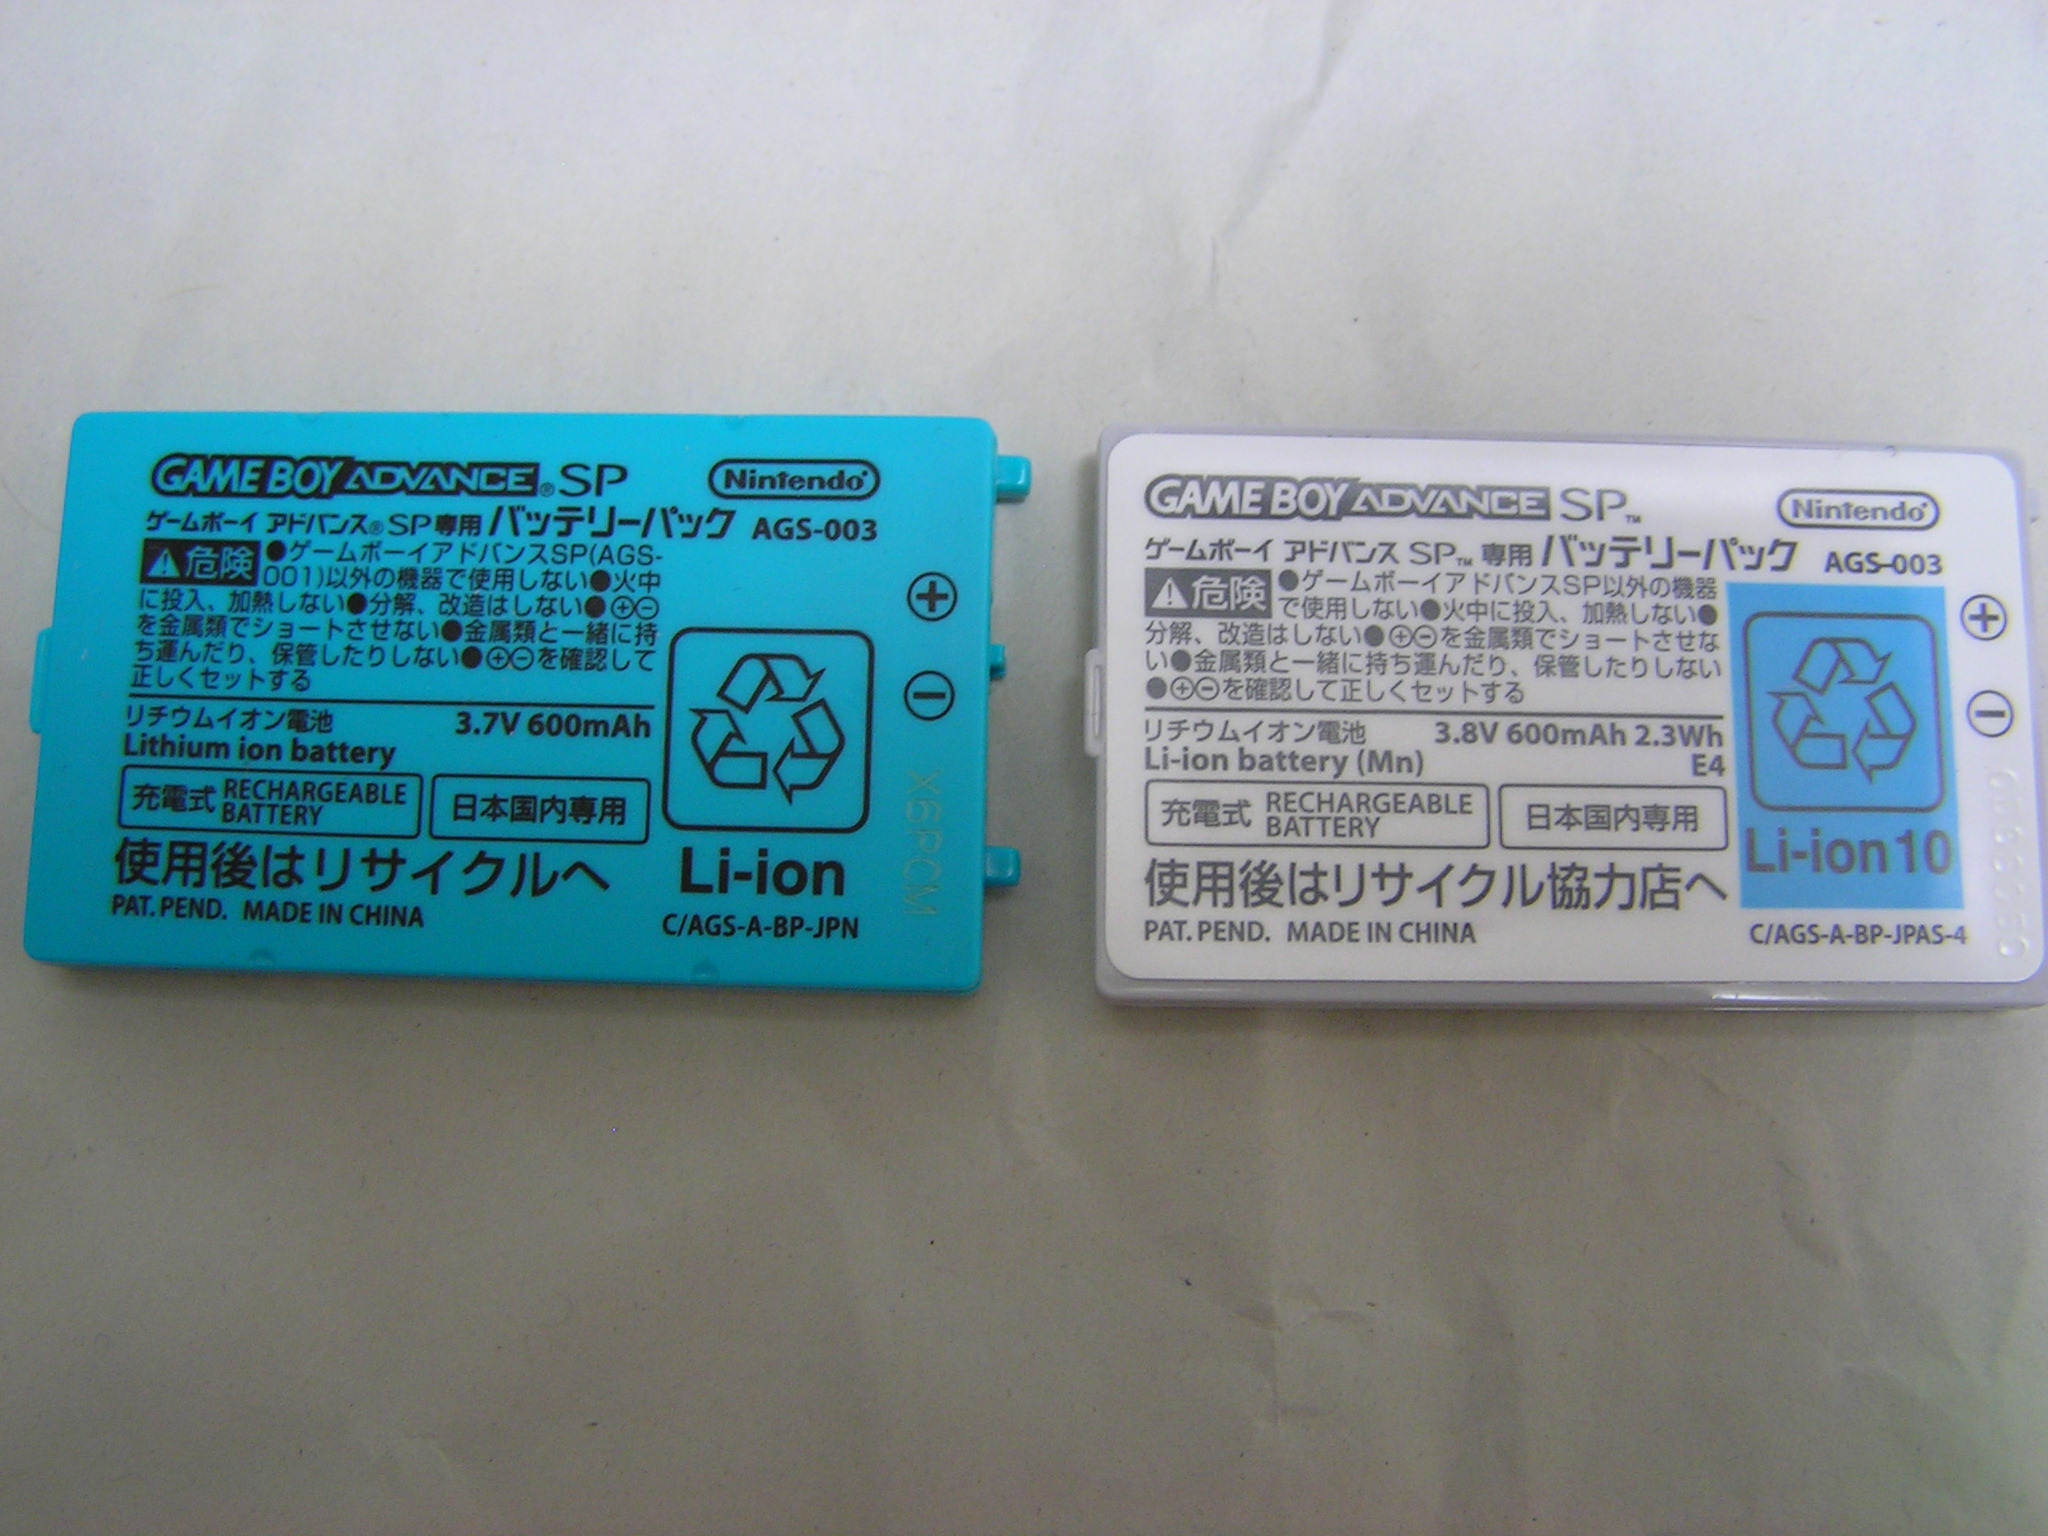 GAME BOY ADVANCE® SP
Nintendo®
ゲームボーイ アドバンス® SP 専用 バッテリーパック AGS-003
危険 ●ゲームボーイアドバンスSP(AGS-
001)以外の機器で使用しない●火中
に投入、加熱しない●分解、改造はしない●⊕⊖
を金属類でショートさせない●金属類と一緒に持
ち運んだり、保管したりしない●⊕⊖を確認して
正しくセットする
リチウムイオン電池 3.7V 600mAh
Lithium ion battery
充電式 RECHARGEABLE
BATTERY
日本国内専用
使用後はリサイクルへ
PAT. PEND. MADE IN CHINA
+
−
Li-ion
C/AGS-A-BP-JPN
X6PCM
GAME BOY ADVANCE SP™
Nintendo®
ゲームボーイ アドバンス SP™ 専用 バッテリーパック AGS-003
危険 ●ゲームボーイアドバンスSP以外の機器
で使用しない●火中に投入、加熱しない●
分解、改造はしない●⊕⊖を金属類でショートさせな
い●金属類と一緒に持ち運んだり、保管したりしない
●⊕⊖を確認して正しくセットする
リチウムイオン電池 3.8V 600mAh 2.3Wh
Li-ion battery (Mn) E4
充電式 RECHARGEABLE
BATTERY
日本国内専用
使用後はリサイクル協力店へ
PAT. PEND. MADE IN CHINA
+
−
Li-ion 10
C/AGS-A-BP-JPAS-4